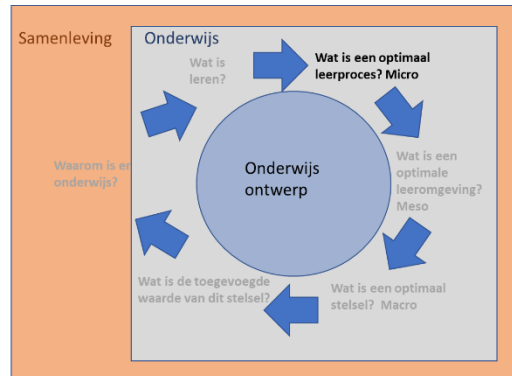 Samenleving
Onderwijs
Wat is
leren?
Wat is een optimaal
leerproces? Micro
Wat is een
optimale
leeromgeving?
Meso
Wat is een optimaal
stelsel? Macro
Wat is de toegevoegde
waarde van dit stelsel?
Waarom is er
onderwijs?
Onderwijs
ontwerp